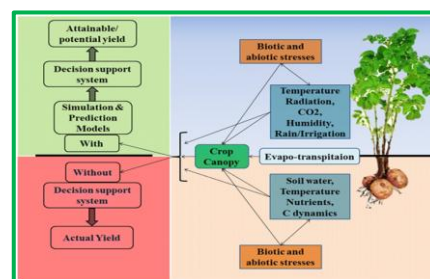 Attainable/
potential yield
Decision support
system
Simulation &
Prediction Models
With
Without
Decision support
system
Actual Yield
Biotic and
abiotic stresses
Temperature
Radiation,
CO2,
Humidity,
Rain/Irrigation
Crop
Canopy
Evapo-transpitaion
Soil water,
Temperature
Nutrients,
C dynamics
Biotic and
abiotic stresses